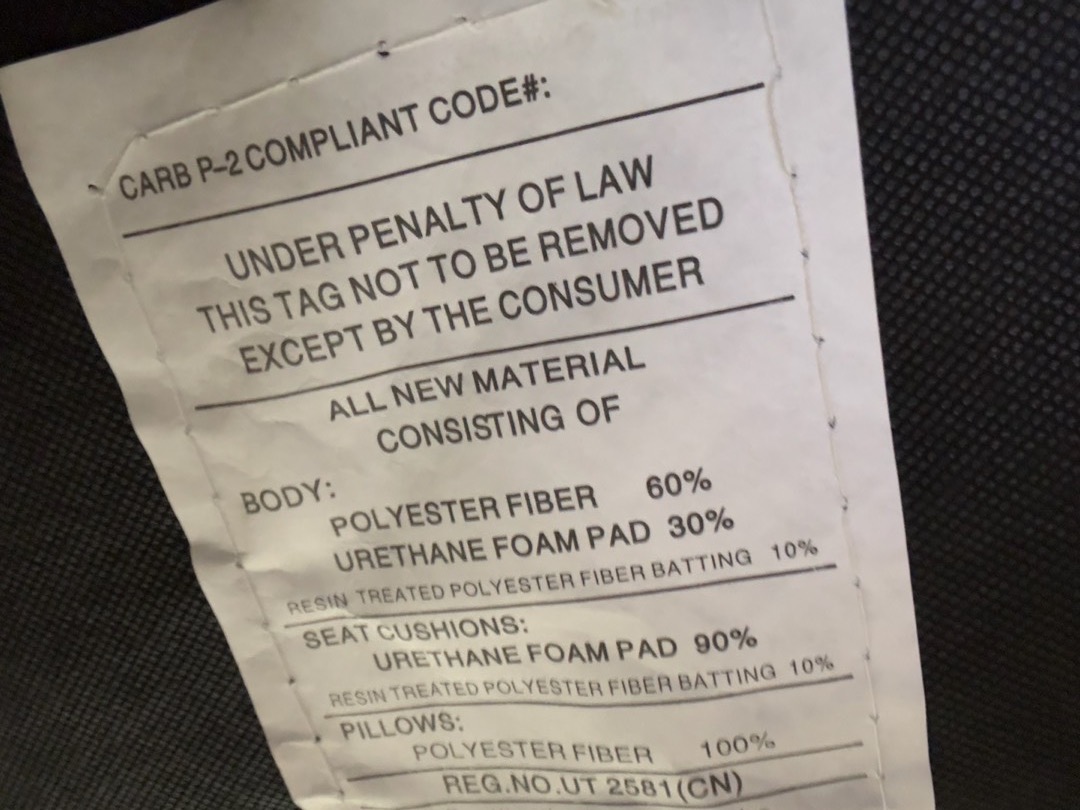 CARB P-2 COMPLIANT CODE#:
UNDER PENALTY OF LAW
THIS TAG NOT TO BE REMOVED
EXCEPT BY THE CONSUMER
ALL NEW MATERIAL
CONSISTING OF
BODY:
POLYESTER FIBER 60%
URETHANE FOAM PAD 30%
RESIN TREATED POLYESTER FIBER BATTING 10%
SEAT CUSHIONS:
URETHANE FOAM PAD 90%
RESIN TREATED POLYESTER FIBER BATTING 10%
PILLOWS:
POLYESTER FIBER 100%
REG.NO.UT 2581(CN)